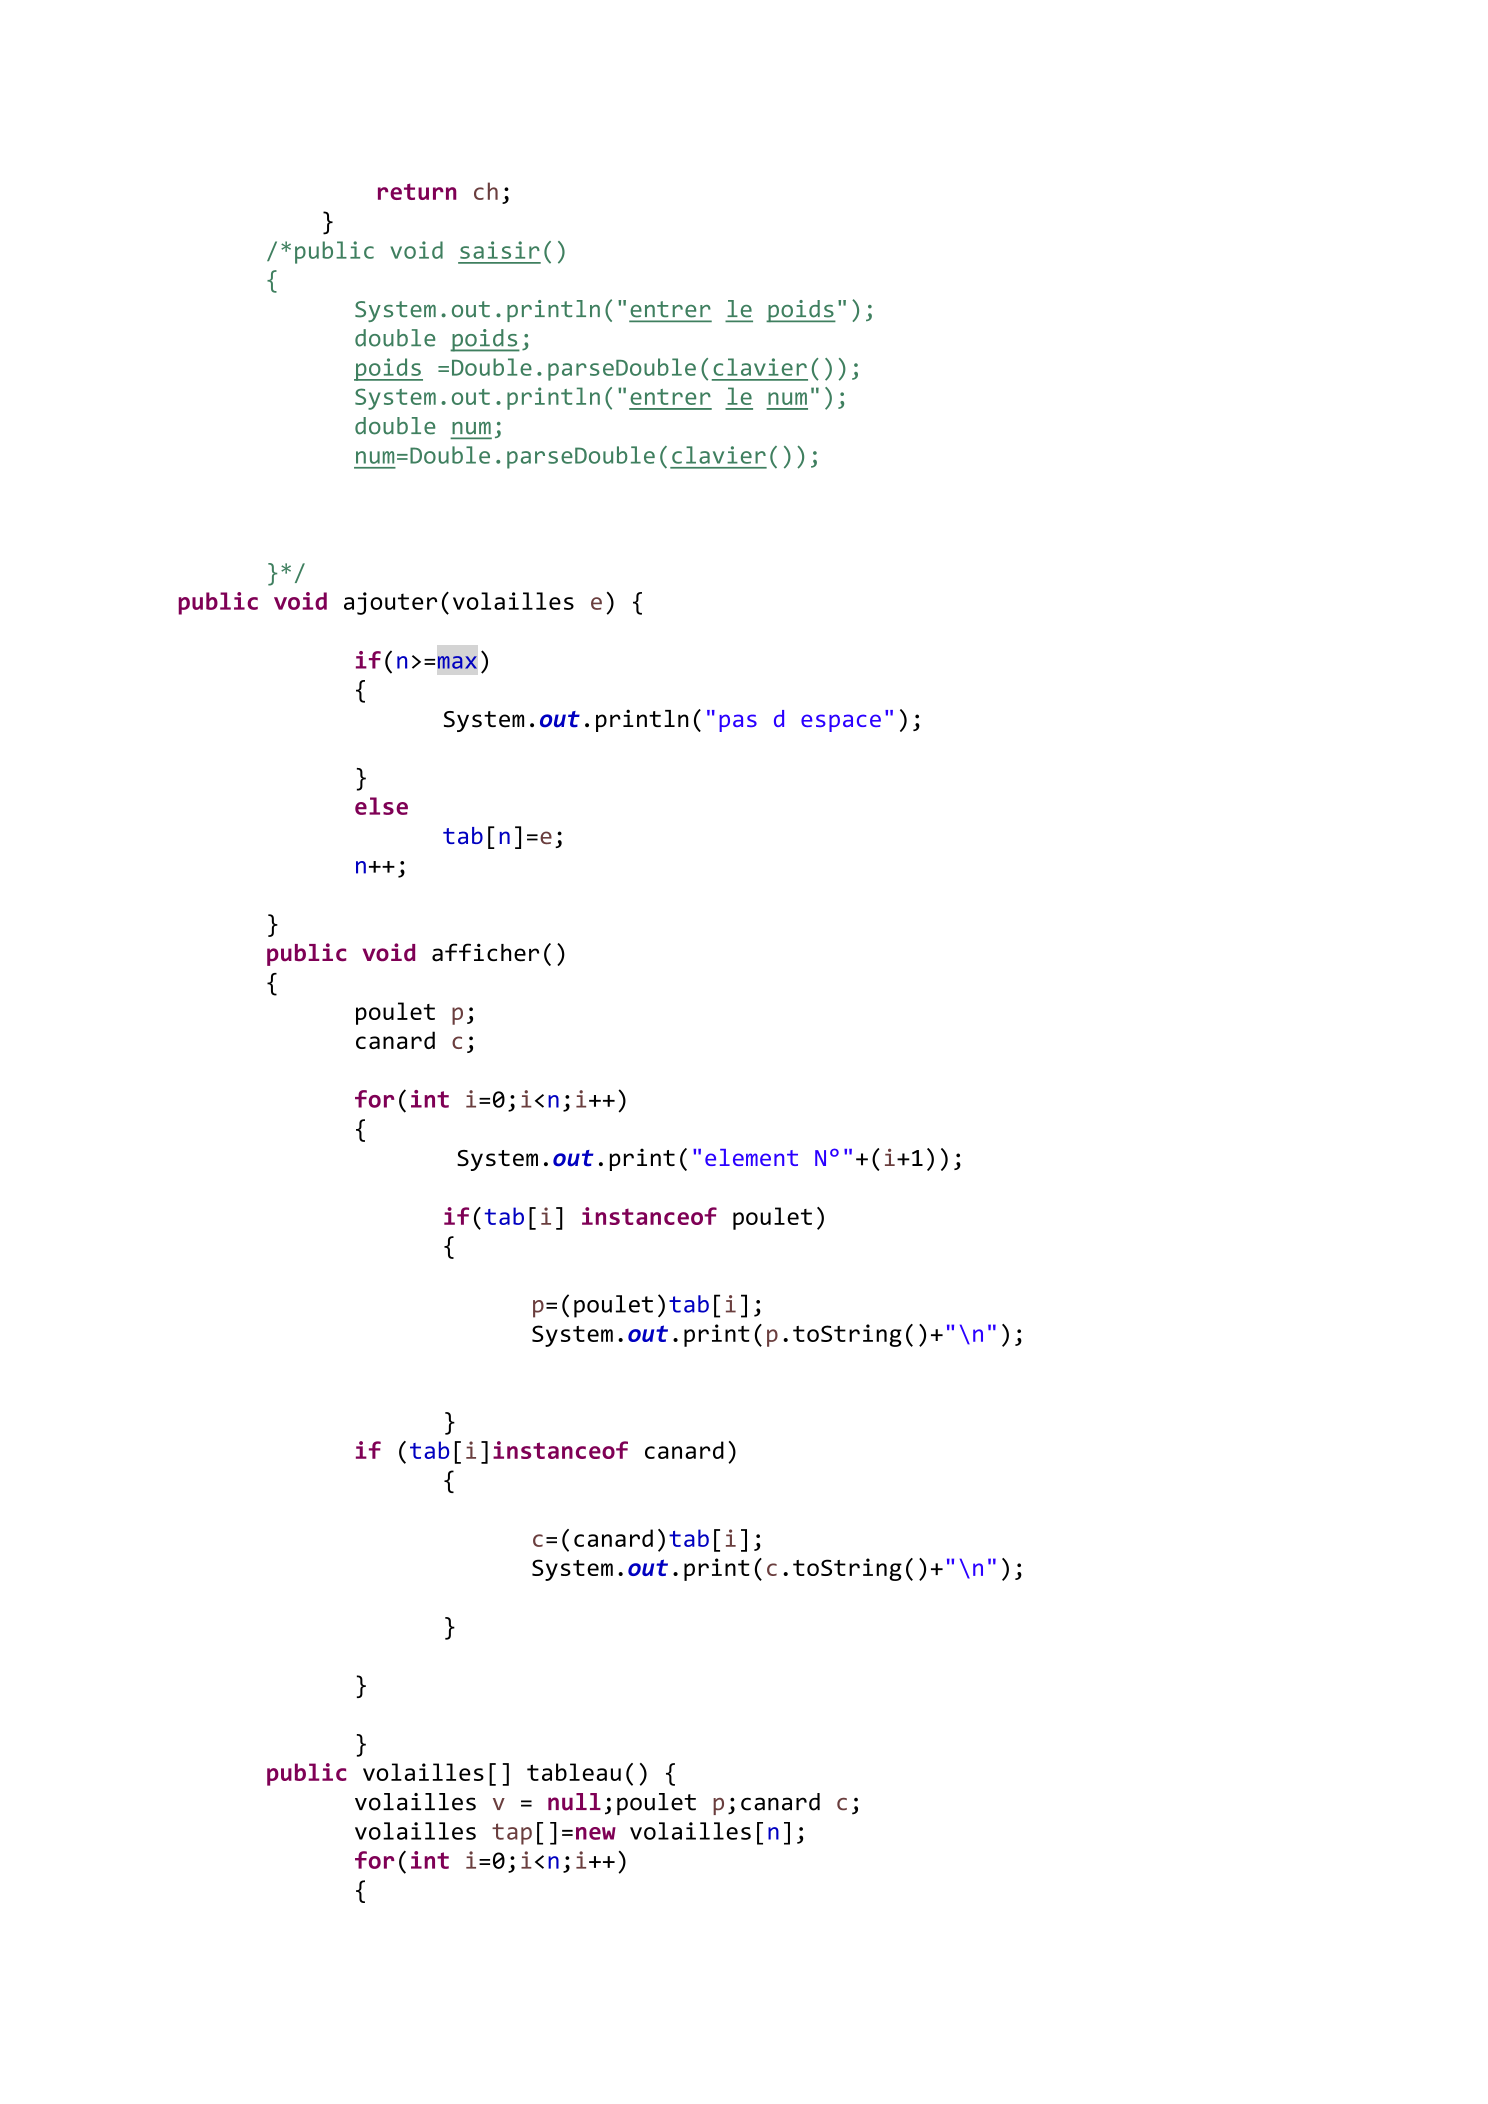 return ch;
}
/*public void saisir()
{
System.out.println("entrer le poids");
double poids;
poids =Double.parseDouble(clavier());
System.out.println("entrer le num");
double num;
num=Double.parseDouble(clavier());
}*/
public void ajouter(volailles e) {
if(n>=max)
{
System.out.println("pas d espace");
}
else
tab[n]=e;
n++;
}
public void afficher()
{
poulet p;
canard c;
for(int i=0;i<n;i++)
{
System.out.print("element N°"+(i+1));
if(tab[i] instanceof poulet)
{
p=(poulet)tab[i];
System.out.print(p.toString()+"\n");
}
if (tab[i]instanceof canard)
{
c=(canard)tab[i];
System.out.print(c.toString()+"\n");
}
}
}
public volailles[] tableau() {
volailles v = null;poulet p;canard c;
volailles tap[]=new volailles[n];
for(int i=0;i<n;i++)
{